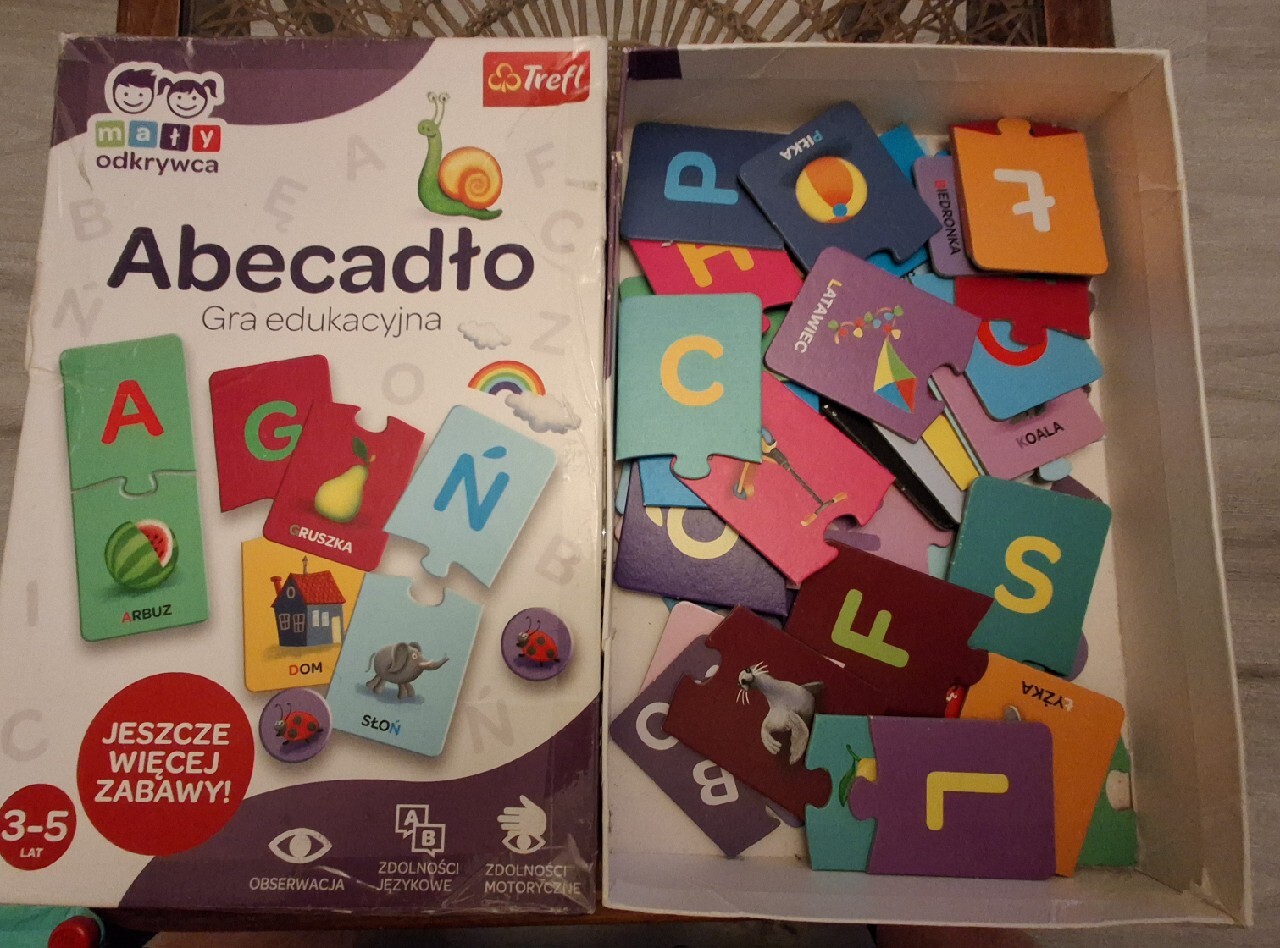 Trefl
mały
odkrywca
Abecadło
Gra edukacyjna
A
G
Ń
GRUSZKA
ARBUZ
DOM
SŁOŃ
JESZCZE
WIĘCEJ
ZABAWY!
3-5
LAT
A
B
OBSERWACJA
ZDOLNOŚCI
JĘZYKOWE
ZDOLNOŚCI
MOTORYCZNE
A
F
Ę
B
C
Ń
Z
O
B
I
C
Ń
P
PIŁKA
BIEDRONKA
Ł
H
LATAWIEC
C
KOALA
S
F
ŁYŻKA
B
L